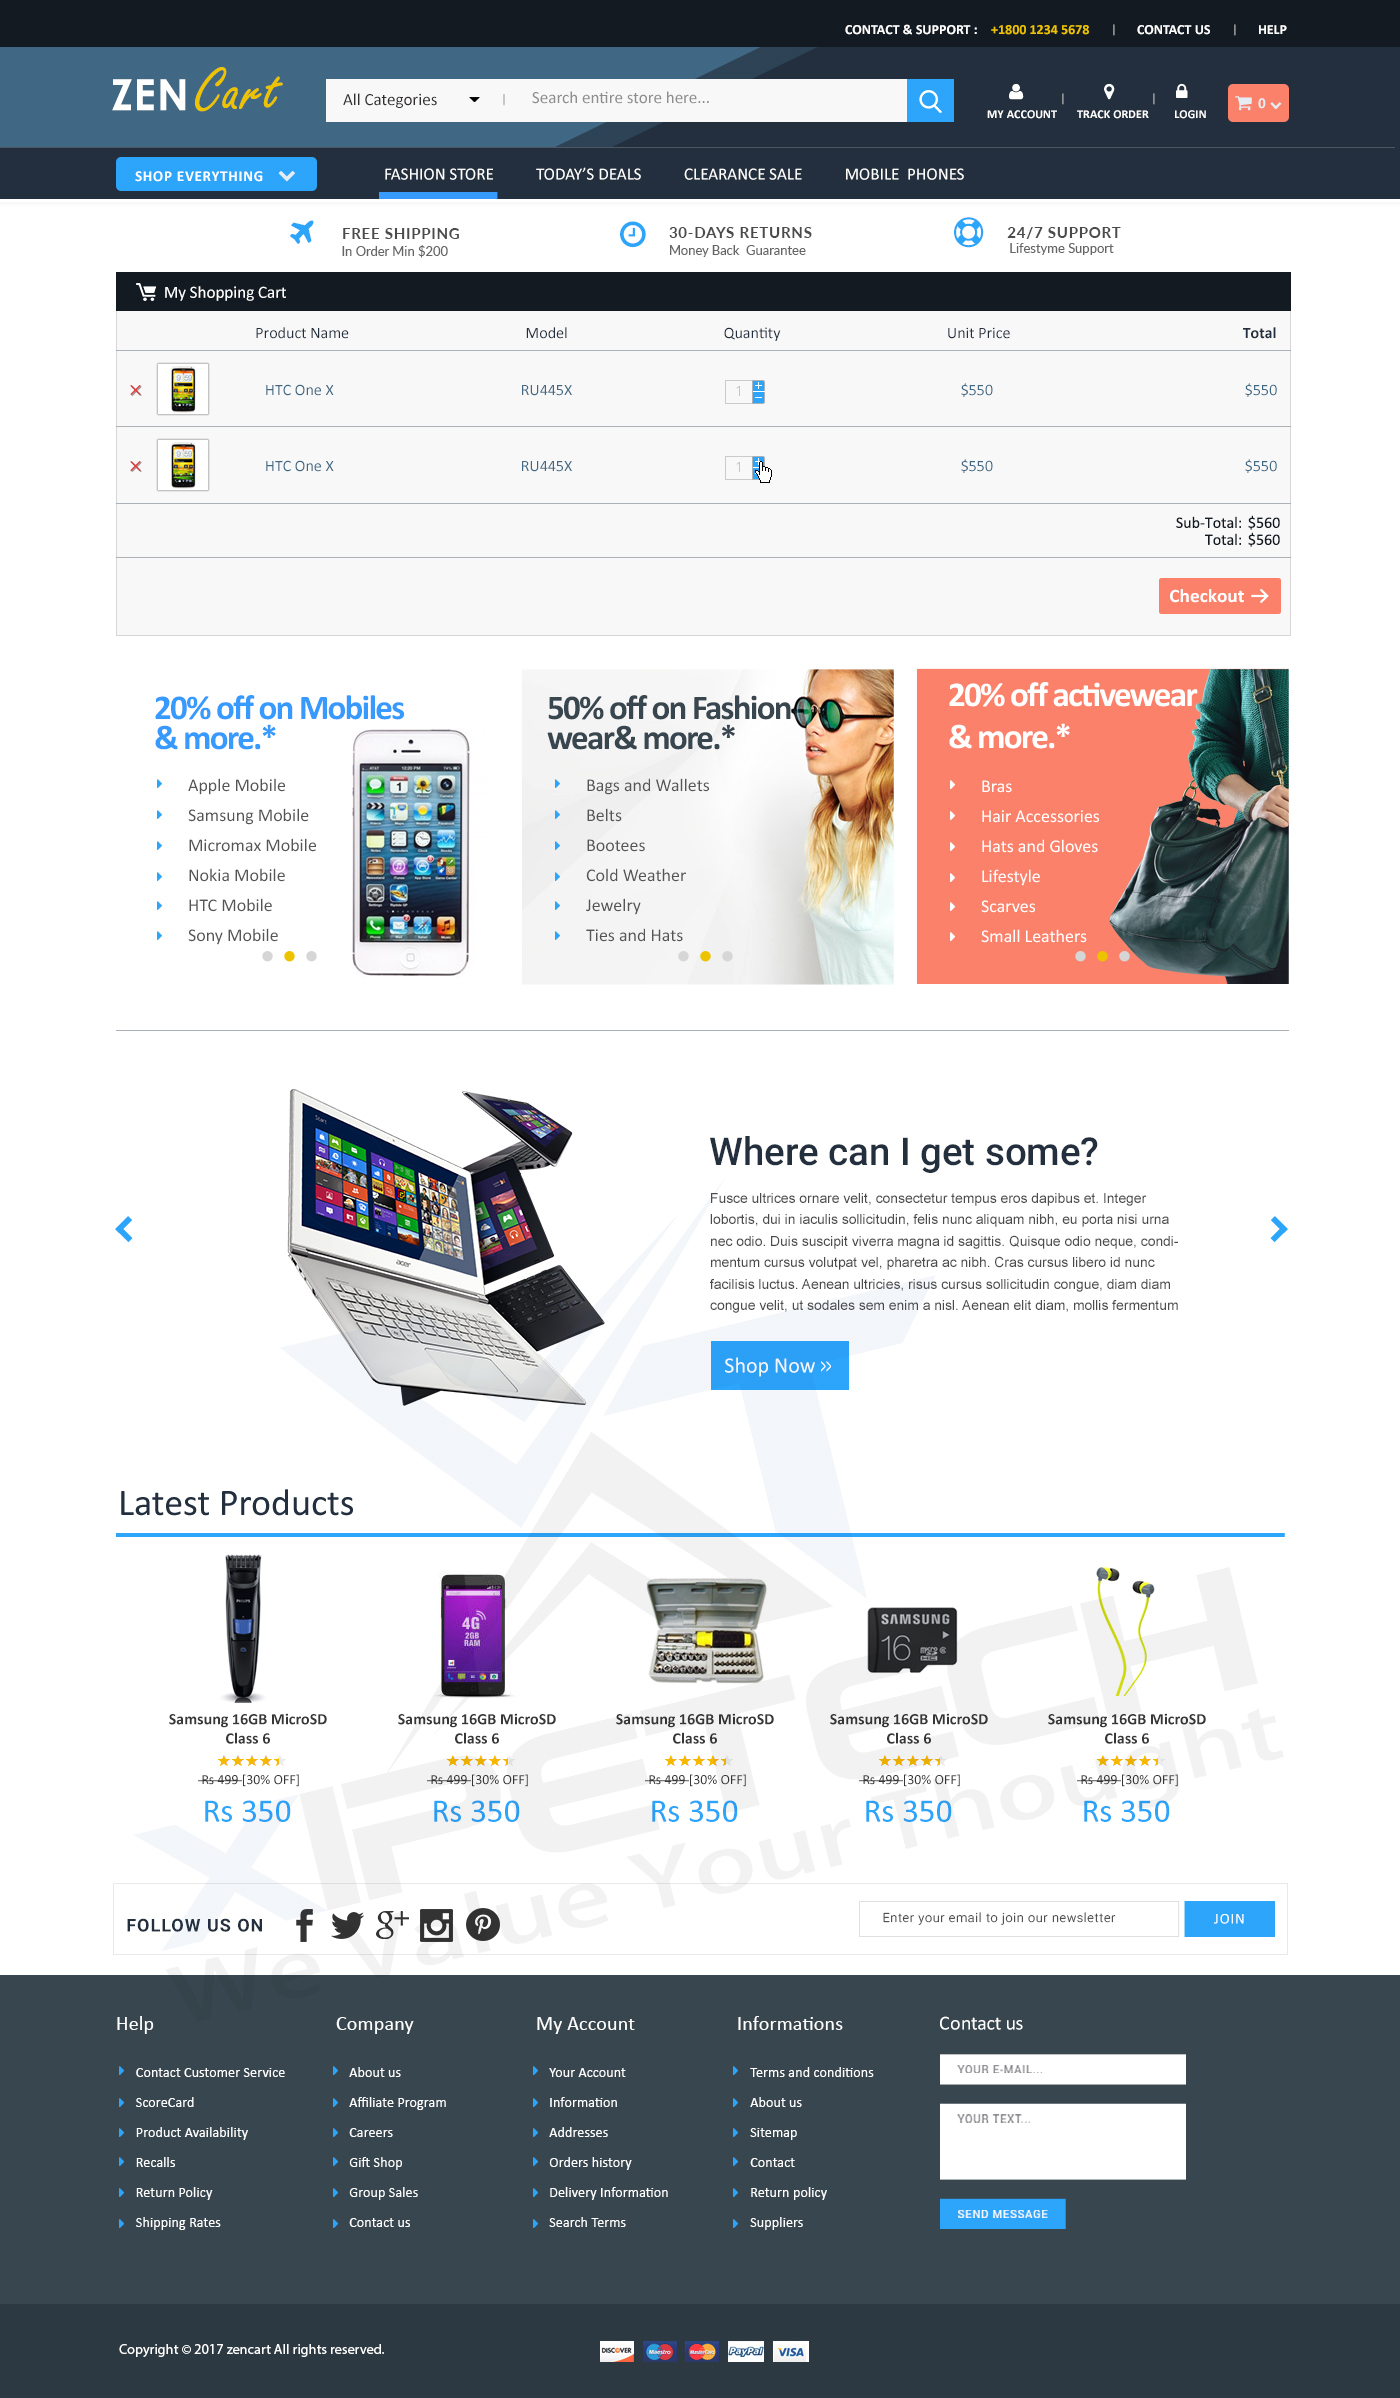 CONTACT & SUPPORT : +1800 1234 5678 | CONTACT US | HELP
ZEN Cart
All Categories | Search entire store here...
MY ACCOUNT | TRACK ORDER | LOGIN
0
SHOP EVERYTHING
FASHION STORE TODAY'S DEALS CLEARANCE SALE MOBILE PHONES
FREE SHIPPING
In Order Min $200
30-DAYS RETURNS
Money Back Guarantee
24/7 SUPPORT
Lifestyme Support
My Shopping Cart
Product Name Model Quantity Unit Price Total
HTC One X RU445X 1 $550 $550
HTC One X RU445X 1 $550 $550
Sub-Total: $560
Total: $560
Checkout
20% off on Mobiles
& more.*
Apple Mobile
Samsung Mobile
Micromax Mobile
Nokia Mobile
HTC Mobile
Sony Mobile
50% off on Fashion
wear& more.*
Bags and Wallets
Belts
Bootees
Cold Weather
Jewelry
Ties and Hats
20% off activewear
& more.*
Bras
Hair Accessories
Hats and Gloves
Lifestyle
Scarves
Small Leathers
acer
Where can I get some?
Fusce ultrices ornare velit, consectetur tempus eros dapibus et. Integer
lobortis, dui in iaculis sollicitudin, felis nunc aliquam nibh, eu porta nisi urna
nec odio. Duis suscipit viverra magna id sagittis. Quisque odio neque, condi-
mentum cursus volutpat vel, pharetra ac nibh. Cras cursus libero id nunc
facilisis luctus. Aenean ultricies, risus cursus sollicitudin congue, diam diam
congue velit, ut sodales sem enim a nisl. Aenean elit diam, mollis fermentum
Shop Now »
Latest Products
PHILIPS
4G
2GB
RAM
SAMSUNG
16
Samsung 16GB MicroSD Samsung 16GB MicroSD Samsung 16GB MicroSD Samsung 16GB MicroSD Samsung 16GB MicroSD
Class 6 Class 6 Class 6 Class 6 Class 6
Rs 499 [30% OFF] Rs 499 [30% OFF] Rs 499 [30% OFF] Rs 499 [30% OFF] Rs 499 [30% OFF]
Rs 350 Rs 350 Rs 350 Rs 350 Rs 350
XIPETECH
We Value Your Thought
FOLLOW US ON
Enter your email to join our newsletter JOIN
Help
Contact Customer Service
ScoreCard
Product Availability
Recalls
Return Policy
Shipping Rates
Company
About us
Affiliate Program
Careers
Gift Shop
Group Sales
Contact us
My Account
Your Account
Information
Addresses
Orders history
Delivery Information
Search Terms
Informations
Terms and conditions
About us
Sitemap
Contact
Return policy
Suppliers
Contact us
YOUR E-MAIL...
YOUR TEXT...
SEND MESSAGE
Copyright © 2017 zencart All rights reserved.
DISCOVER Maestro MasterCard PayPal VISA